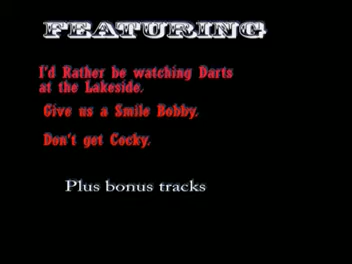 FEATURING
I'd Rather be watching Darts
at the Lakeside.
Give us a Smile Bobby.
Don't get Cocky.
Plus bonus tracks